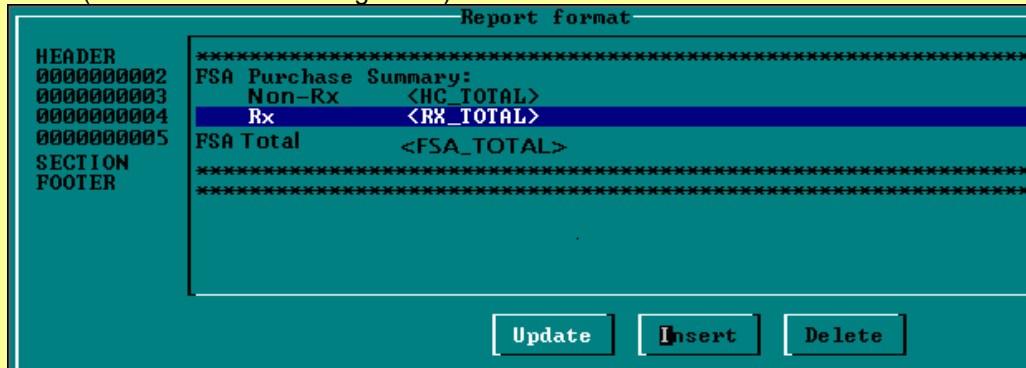 Report format
HEADER ************************************************************
0000000002 FSA Purchase Summary:
0000000003 Non-Rx <HC_TOTAL>
0000000004 Rx <RX_TOTAL>
0000000005 FSA Total <FSA_TOTAL>
SECTION ************************************************************
FOOTER ************************************************************
Update Insert Delete